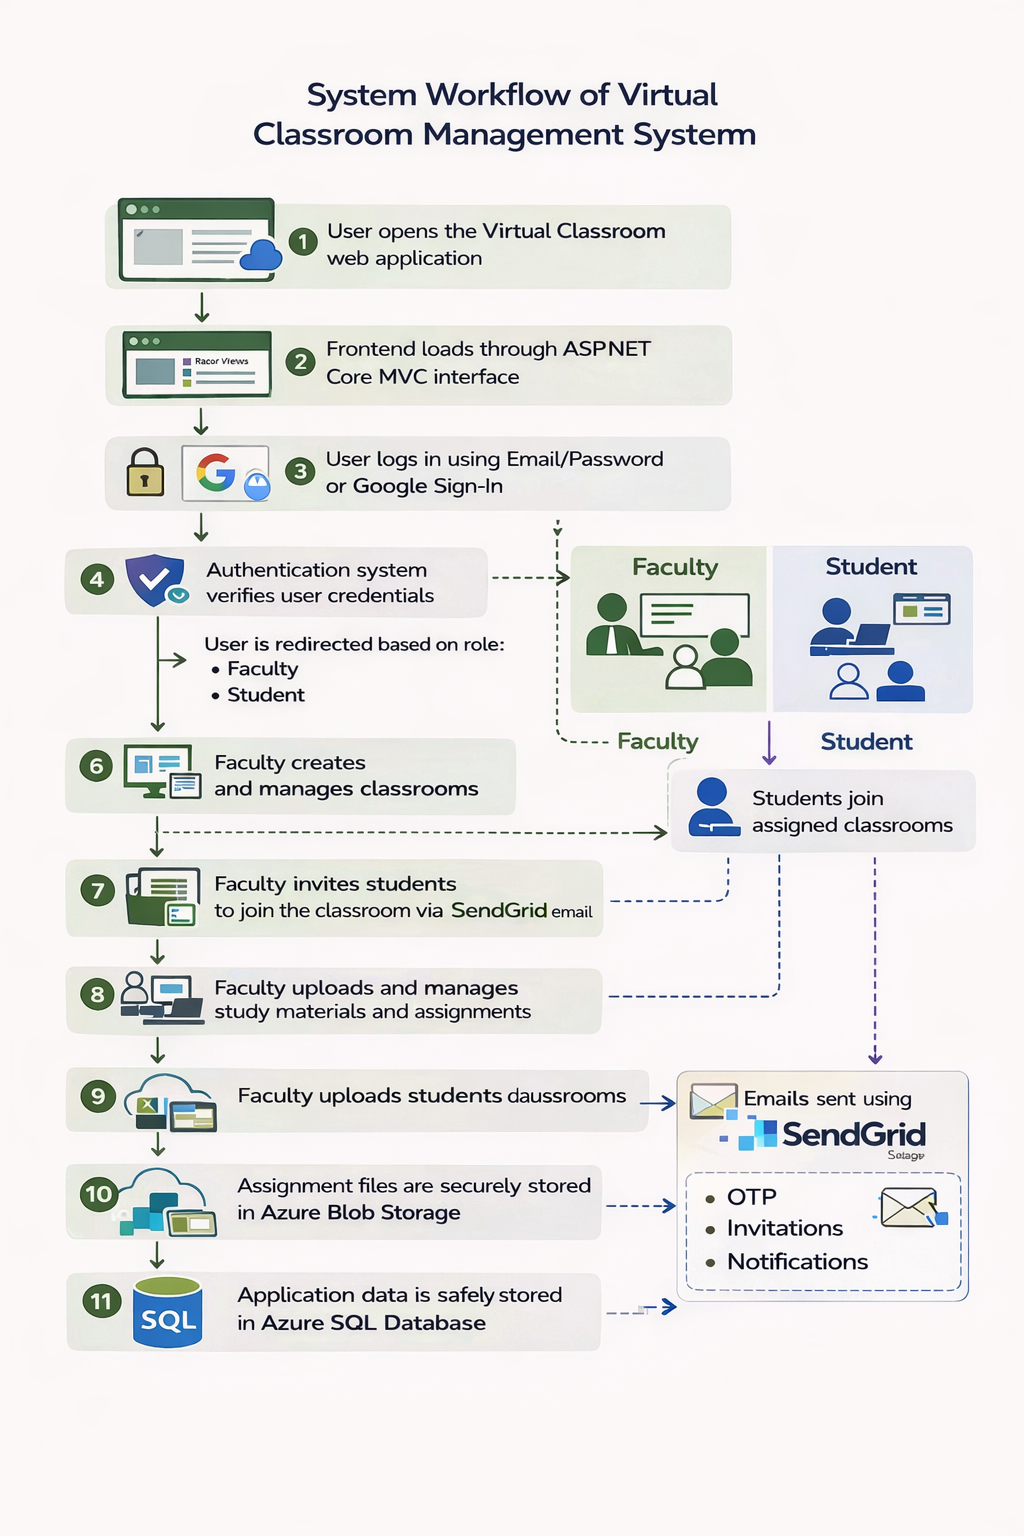 System Workflow of Virtual
Classroom Management System
1
User opens the Virtual Classroom
web application
Racor Views
2
Frontend loads through ASPNET
Core MVC interface
3
User logs in using Email/Password
or Google Sign-In
4
Authentication system
verifies user credentials
User is redirected based on role:
• Faculty
• Student
Faculty
Student
Faculty
Student
6
Faculty creates
and manages classrooms
Students join
assigned classrooms
7
Faculty invites students
to join the classroom via SendGrid email
8
Faculty uploads and manages
study materials and assignments
9
Faculty uploads students daussrooms
Emails sent using
SendGrid
10
Assignment files are securely stored
in Azure Blob Storage
• OTP
• Invitations
• Notifications
11
SQL
Application data is safely stored
in Azure SQL Database